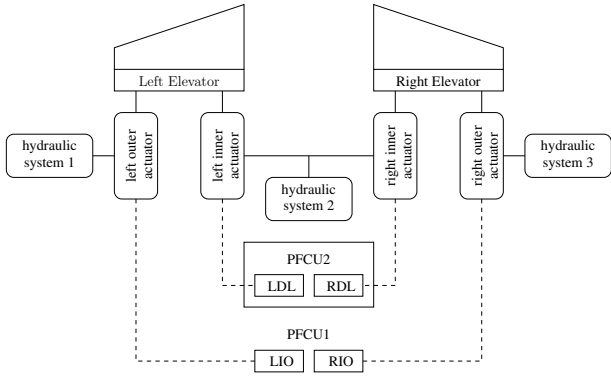 Left Elevator
Right Elevator
hydraulic
system 1
left outer
actuator
left inner
actuator
hydraulic
system 2
right inner
actuator
right outer
actuator
hydraulic
system 3
PFCU2
LDL
RDL
PFCU1
LIO
RIO